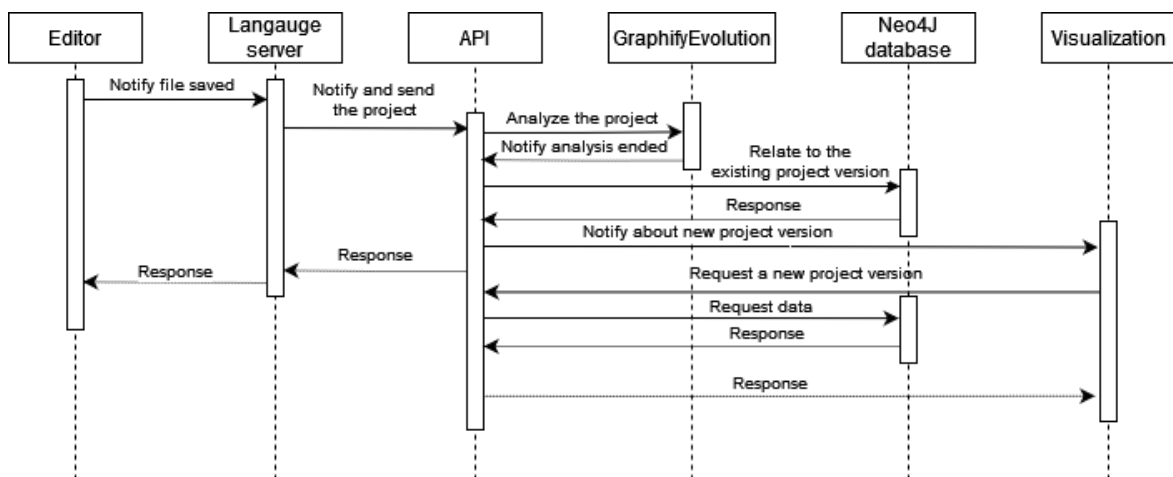 Editor
Langauge
server
API
GraphifyEvolution
Neo4J
database
Visualization
Notify file saved
Notify and send
the project
Analyze the project
Notify analysis ended
Relate to the
existing project version
Response
Notify about new project version
Response
Response
Request a new project version
Request data
Response
Response